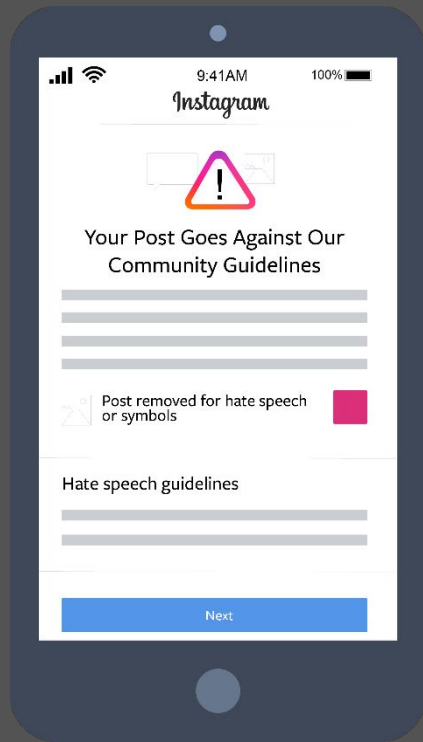 9:41AM 100%
Instagram
!
Your Post Goes Against Our
Community Guidelines
Post removed for hate speech
or symbols
Hate speech guidelines
Next